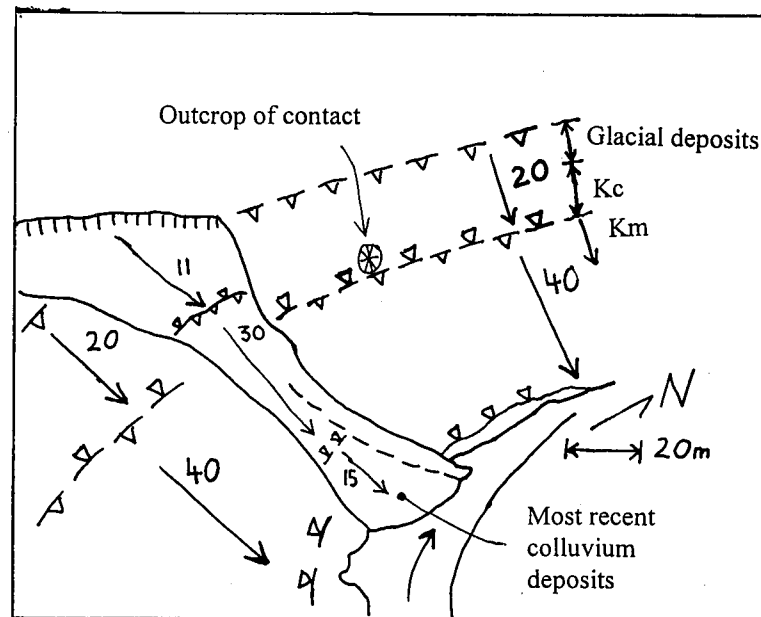 Outcrop of contact
Glacial deposits
20
Kc
Km
11
40
30
20
N
20m
40
15
Most recent
colluvium
deposits